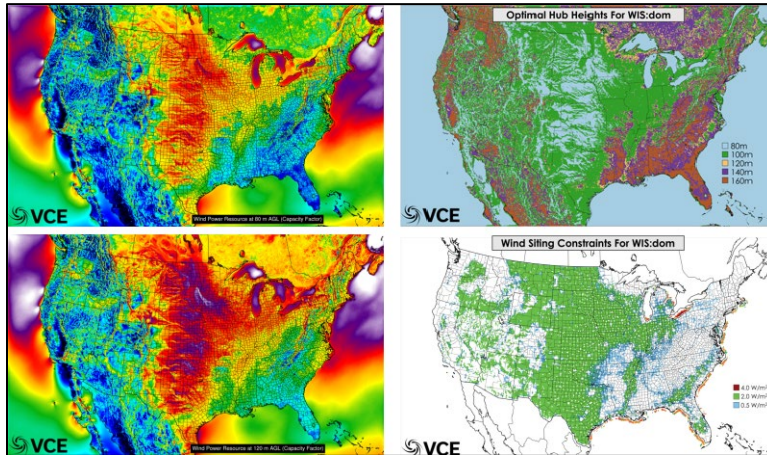 VCE
Wind Power Resource at 80 m AGL (Capacity Factor)
Optimal Hub Heights For WIS:dom
80m
100m
120m
140m
160m
VCE
VCE
Wind Power Resource at 120 m AGL (Capacity Factor)
Wind Siting Constraints For WIS:dom
4.0 W/m²
2.0 W/m²
0.5 W/m²
VCE